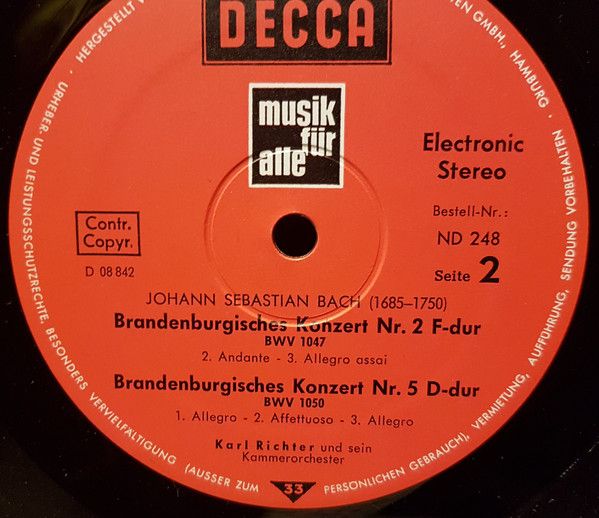 DECCA
musik
für
alle
Electronic
Stereo
Contr.
Copyr.
D 08 842
Bestell-Nr.:
ND 248
Seite 2
JOHANN SEBASTIAN BACH (1685–1750)
Brandenburgisches Konzert Nr. 2 F-dur
BWV 1047
2. Andante - 3. Allegro assai
Brandenburgisches Konzert Nr. 5 D-dur
BWV 1050
1. Allegro - 2. Affettuoso - 3. Allegro
Karl Richter und sein
Kammerorchester
33
· HERGESTELLT
GMBH., HAMBURG ·
URHEBER- UND LEISTUNGSSCHUTZRECHTE, BESONDERS VERVIELFÄLTIGUNG (AUSSER ZUM PERSÖNLICHEN GEBRAUCH), VERMIETUNG, AUFFÜHRUNG, SENDUNG VORBEHALTEN